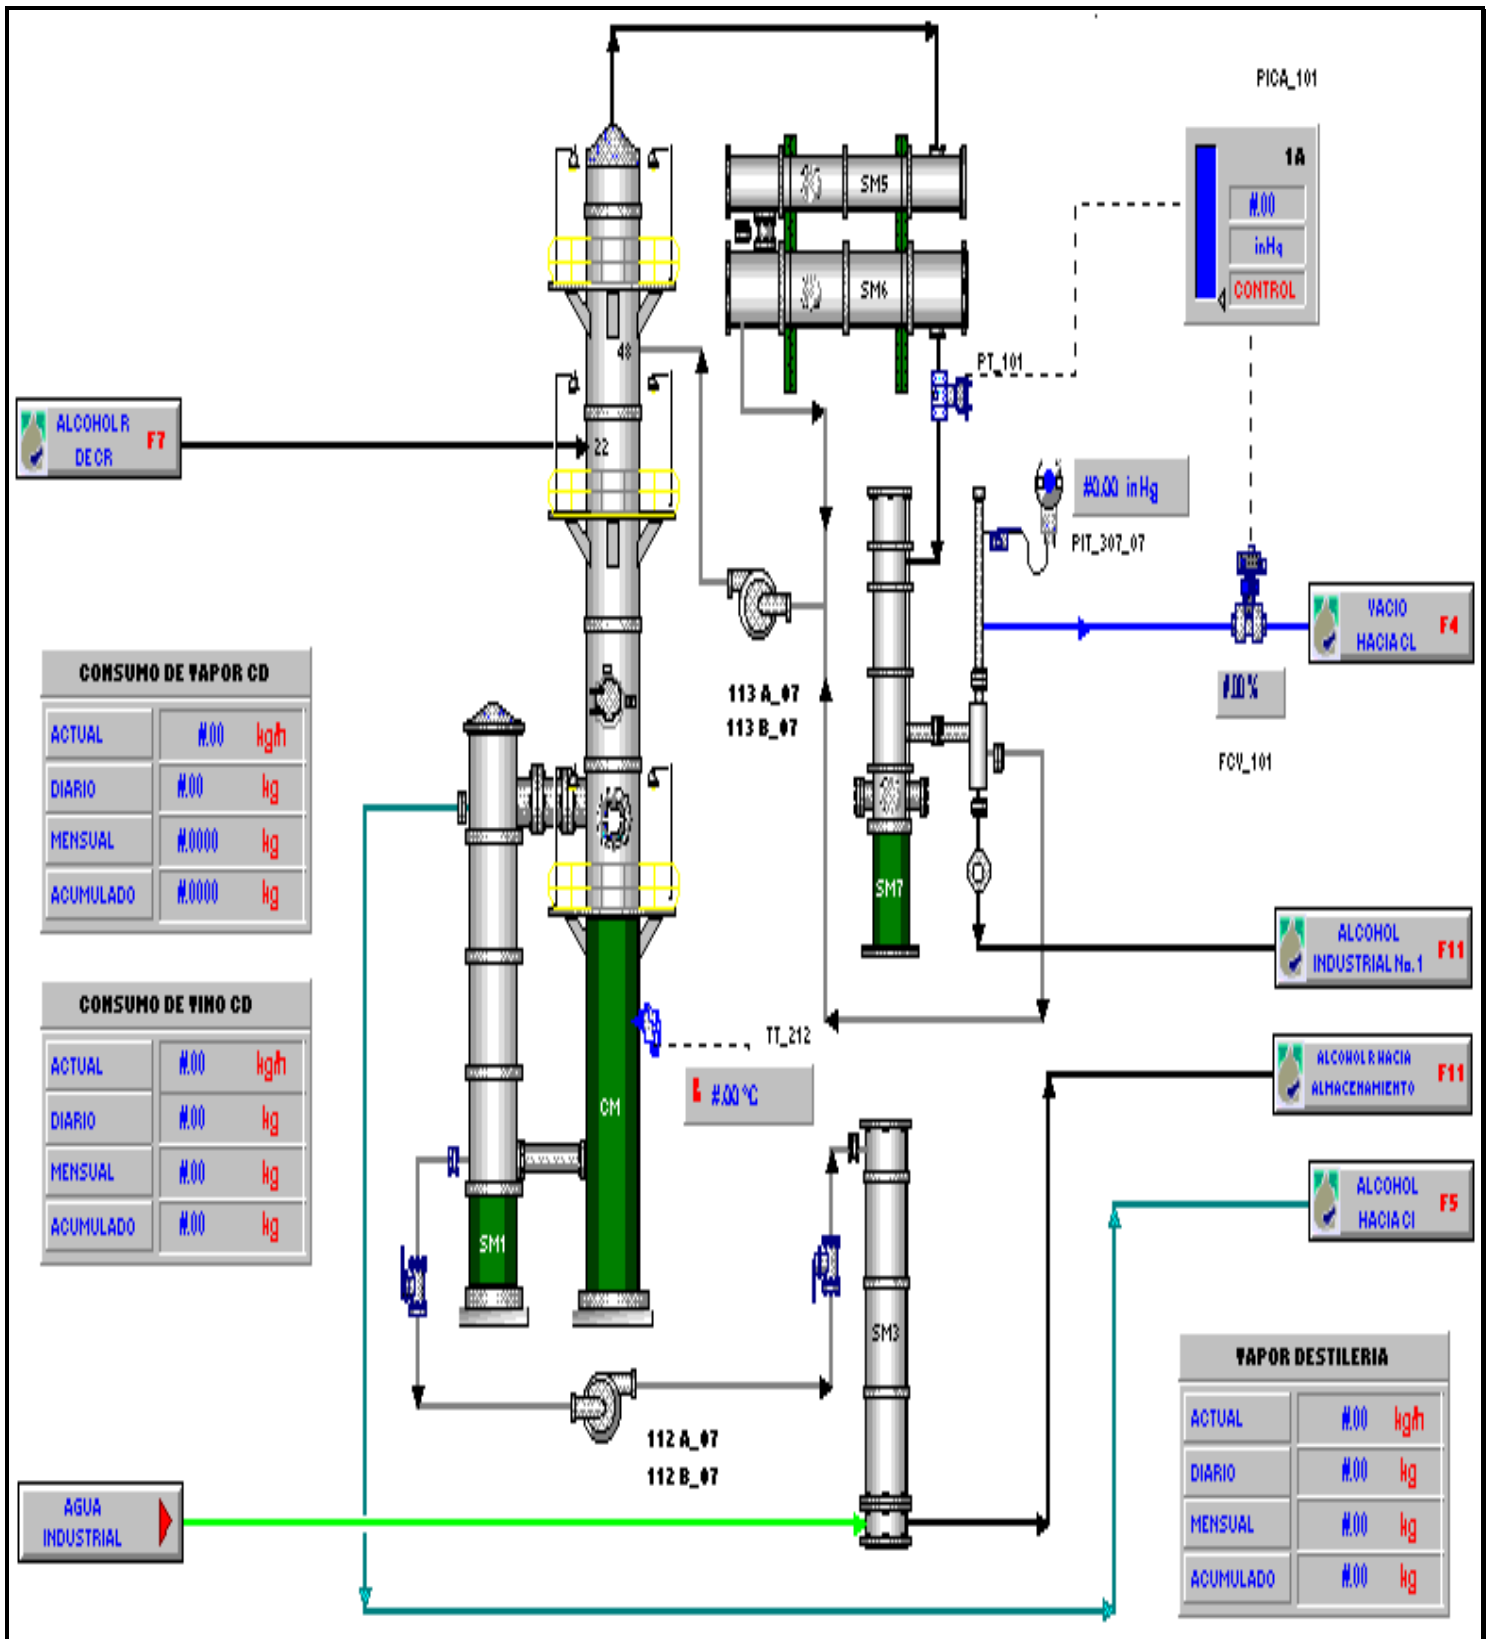 PICA_101
1A
#.00
inHg
CONTROL
SM5
SM6
PT_101
48
22
ALCOHOL R
DE CR
F7
#0.00 inHg
PIT_307_07
VACIO
HACIA CL
F4
#.00 %
FCV_101
113 A_07
113 B_07
CONSUMO DE VAPOR CD
ACTUAL #.00 kg/h
DIARIO #.00 kg
MENSUAL #.0000 kg
ACUMULADO #.0000 kg
SM7
ALCOHOL
INDUSTRIAL No. 1
F11
CONSUMO DE VINO CD
ACTUAL #.00 kg/h
DIARIO #.00 kg
MENSUAL #.00 kg
ACUMULADO #.00 kg
TT_212
#.00 °C
CM
ALCOHOL R HACIA
ALMACENAMIENTO
F11
ALCOHOL
HACIA CI
F5
SM1
SM3
112 A_07
112 B_07
VAPOR DESTILERIA
ACTUAL #.00 kg/h
DIARIO #.00 kg
MENSUAL #.00 kg
ACUMULADO #.00 kg
AGUA
INDUSTRIAL